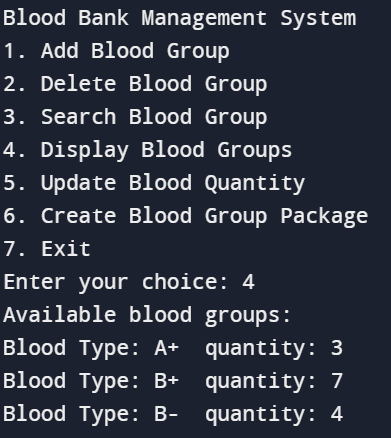 Blood Bank Management System
1. Add Blood Group
2. Delete Blood Group
3. Search Blood Group
4. Display Blood Groups
5. Update Blood Quantity
6. Create Blood Group Package
7. Exit
Enter your choice: 4
Available blood groups:
Blood Type: A+  quantity: 3
Blood Type: B+  quantity: 7
Blood Type: B-  quantity: 4